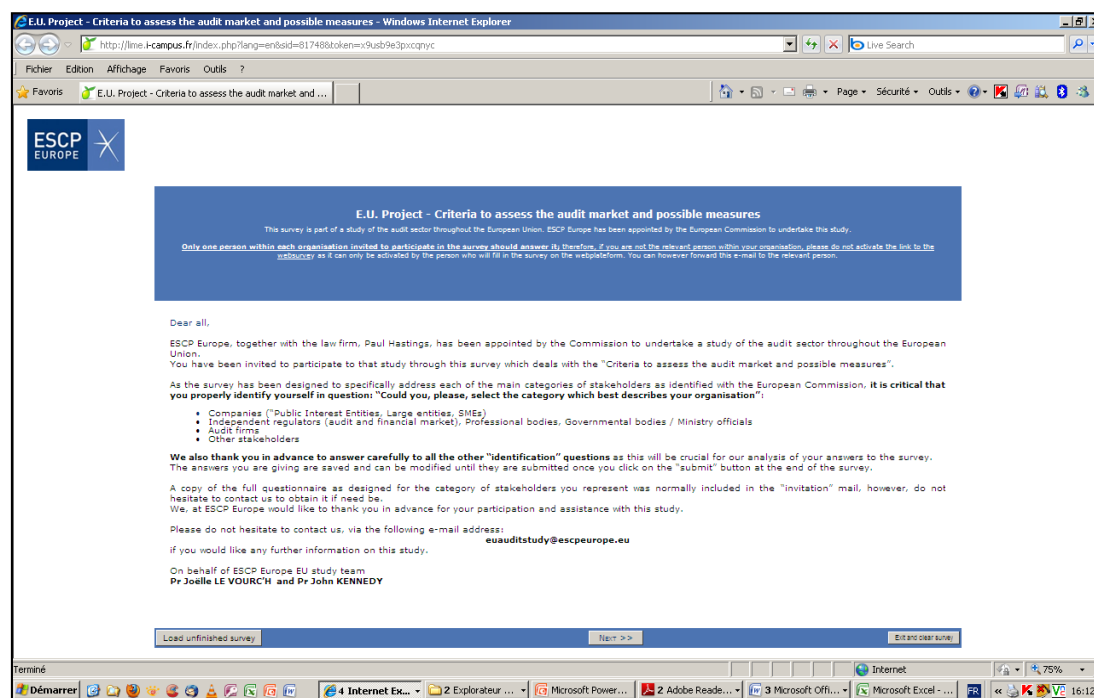 E.U. Project - Criteria to assess the audit market and possible measures - Windows Internet Explorer
http://lime.i-campus.fr/index.php?lang=en&sid=81748&token=x9usb9e3pxcqnyc
Live Search
Fichier Edition Affichage Favoris Outils ?
Favoris E.U. Project - Criteria to assess the audit market and ... Page Sécurité Outils
ESCP
EUROPE
E.U. Project - Criteria to assess the audit market and possible measures
This survey is part of a study of the audit sector throughout the European Union. ESCP Europe has been appointed by the European Commission to undertake this study.
Only one person within each organisation invited to participate in the survey should answer it; therefore, if you are not the relevant person within your organisation, please do not activate the link to the
websurvey as it can only be activated by the person who will fill in the survey on the webplateform. You can however forward this e-mail to the relevant person.
Dear all,
ESCP Europe, together with the law firm, Paul Hastings, has been appointed by the Commission to undertake a study of the audit sector throughout the European
Union.
You have been invited to participate to that study through this survey which deals with the "Criteria to assess the audit market and possible measures".
As the survey has been designed to specifically address each of the main categories of stakeholders as identified with the European Commission, it is critical that
you properly identify yourself in question: "Could you, please, select the category which best describes your organisation":
• Companies ("Public Interest Entities, Large entities, SMEs)
• Independent regulators (audit and financial market), Professional bodies, Governmental bodies / Ministry officials
• Audit firms
• Other stakeholders
We also thank you in advance to answer carefully to all the other "identification" questions as this will be crucial for our analysis of your answers to the survey.
The answers you are giving are saved and can be modified until they are submitted once you click on the "submit" button at the end of the survey.
A copy of the full questionnaire as designed for the category of stakeholders you represent was normally included in the "invitation" mail, however, do not
hesitate to contact us to obtain it if need be.
We, at ESCP Europe would like to thank you in advance for your participation and assistance with this study.
Please do not hesitate to contact us, via the following e-mail address:
euauditstudy@escpeurope.eu
if you would like any further information on this study.
On behalf of ESCP Europe EU study team
Pr Joëlle LE VOURC'H and Pr John KENNEDY
Load unfinished survey Next >> Exit and clear survey
Terminé Internet 75%
Démarrer 4 Internet Ex... 2 Explorateur ... Microsoft Power... 2 Adobe Reade... 3 Microsoft Offi... Microsoft Excel - ... FR 16:12